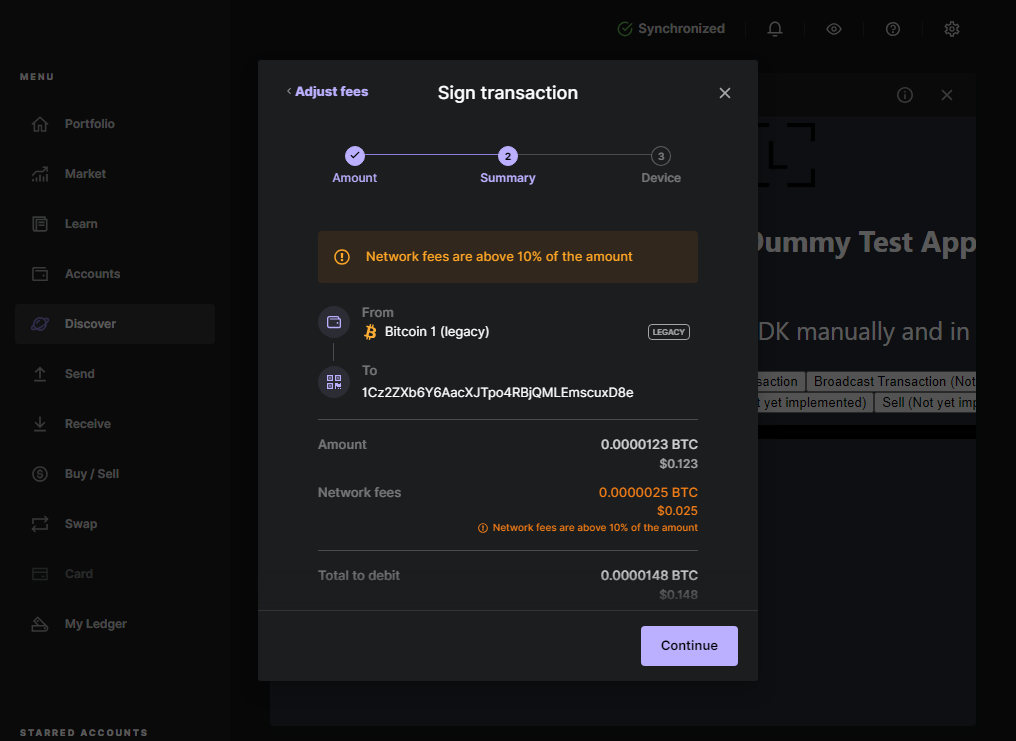 Synchronized
MENU
Portfolio
Market
Learn
Accounts
Discover
Send
Receive
Buy / Sell
Swap
Card
My Ledger
STARRED ACCOUNTS
Adjust fees
Sign transaction
2
3
Amount
Summary
Device
Network fees are above 10% of the amount
From
Bitcoin 1 (legacy)
LEGACY
To
1Cz2ZXb6Y6AacXJTpo4RBjQMLEmscuxD8e
Amount
0.0000123 BTC
$0.123
Network fees
0.0000025 BTC
$0.025
Network fees are above 10% of the amount
Total to debit
0.0000148 BTC
$0.148
Continue
Dummy Test App
DK manually and in
saction
Broadcast Transaction (Not
t yet implemented)
Sell (Not yet imp